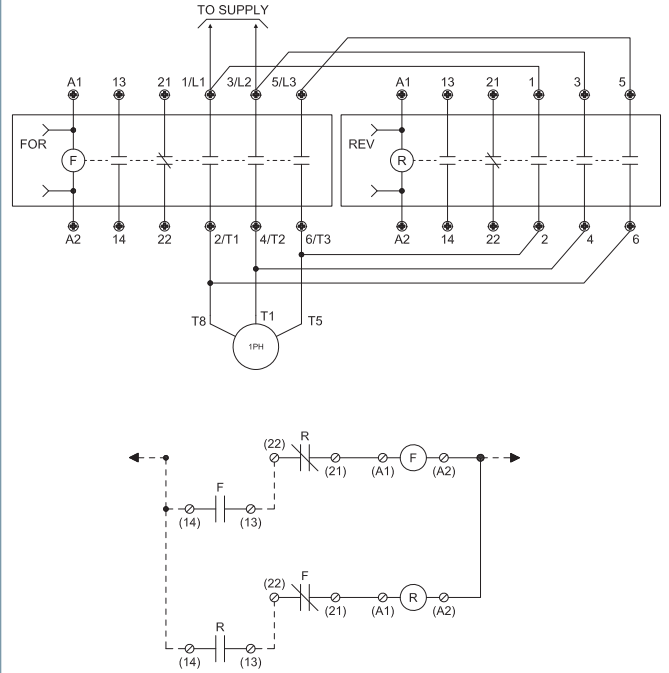 TO SUPPLY
A1 13 21 1/L1 3/L2 5/L3 A1 13 21 1 3 5
FOR F REV R
A2 14 22 2/T1 4/T2 6/T3 A2 14 22 2 4 6
T8 T1 T5
1PH
(22) R
F
(21) (A1) (A2)
F
(14) (13)
(22) F
R
(21) (A1) (A2)
R
(14) (13)